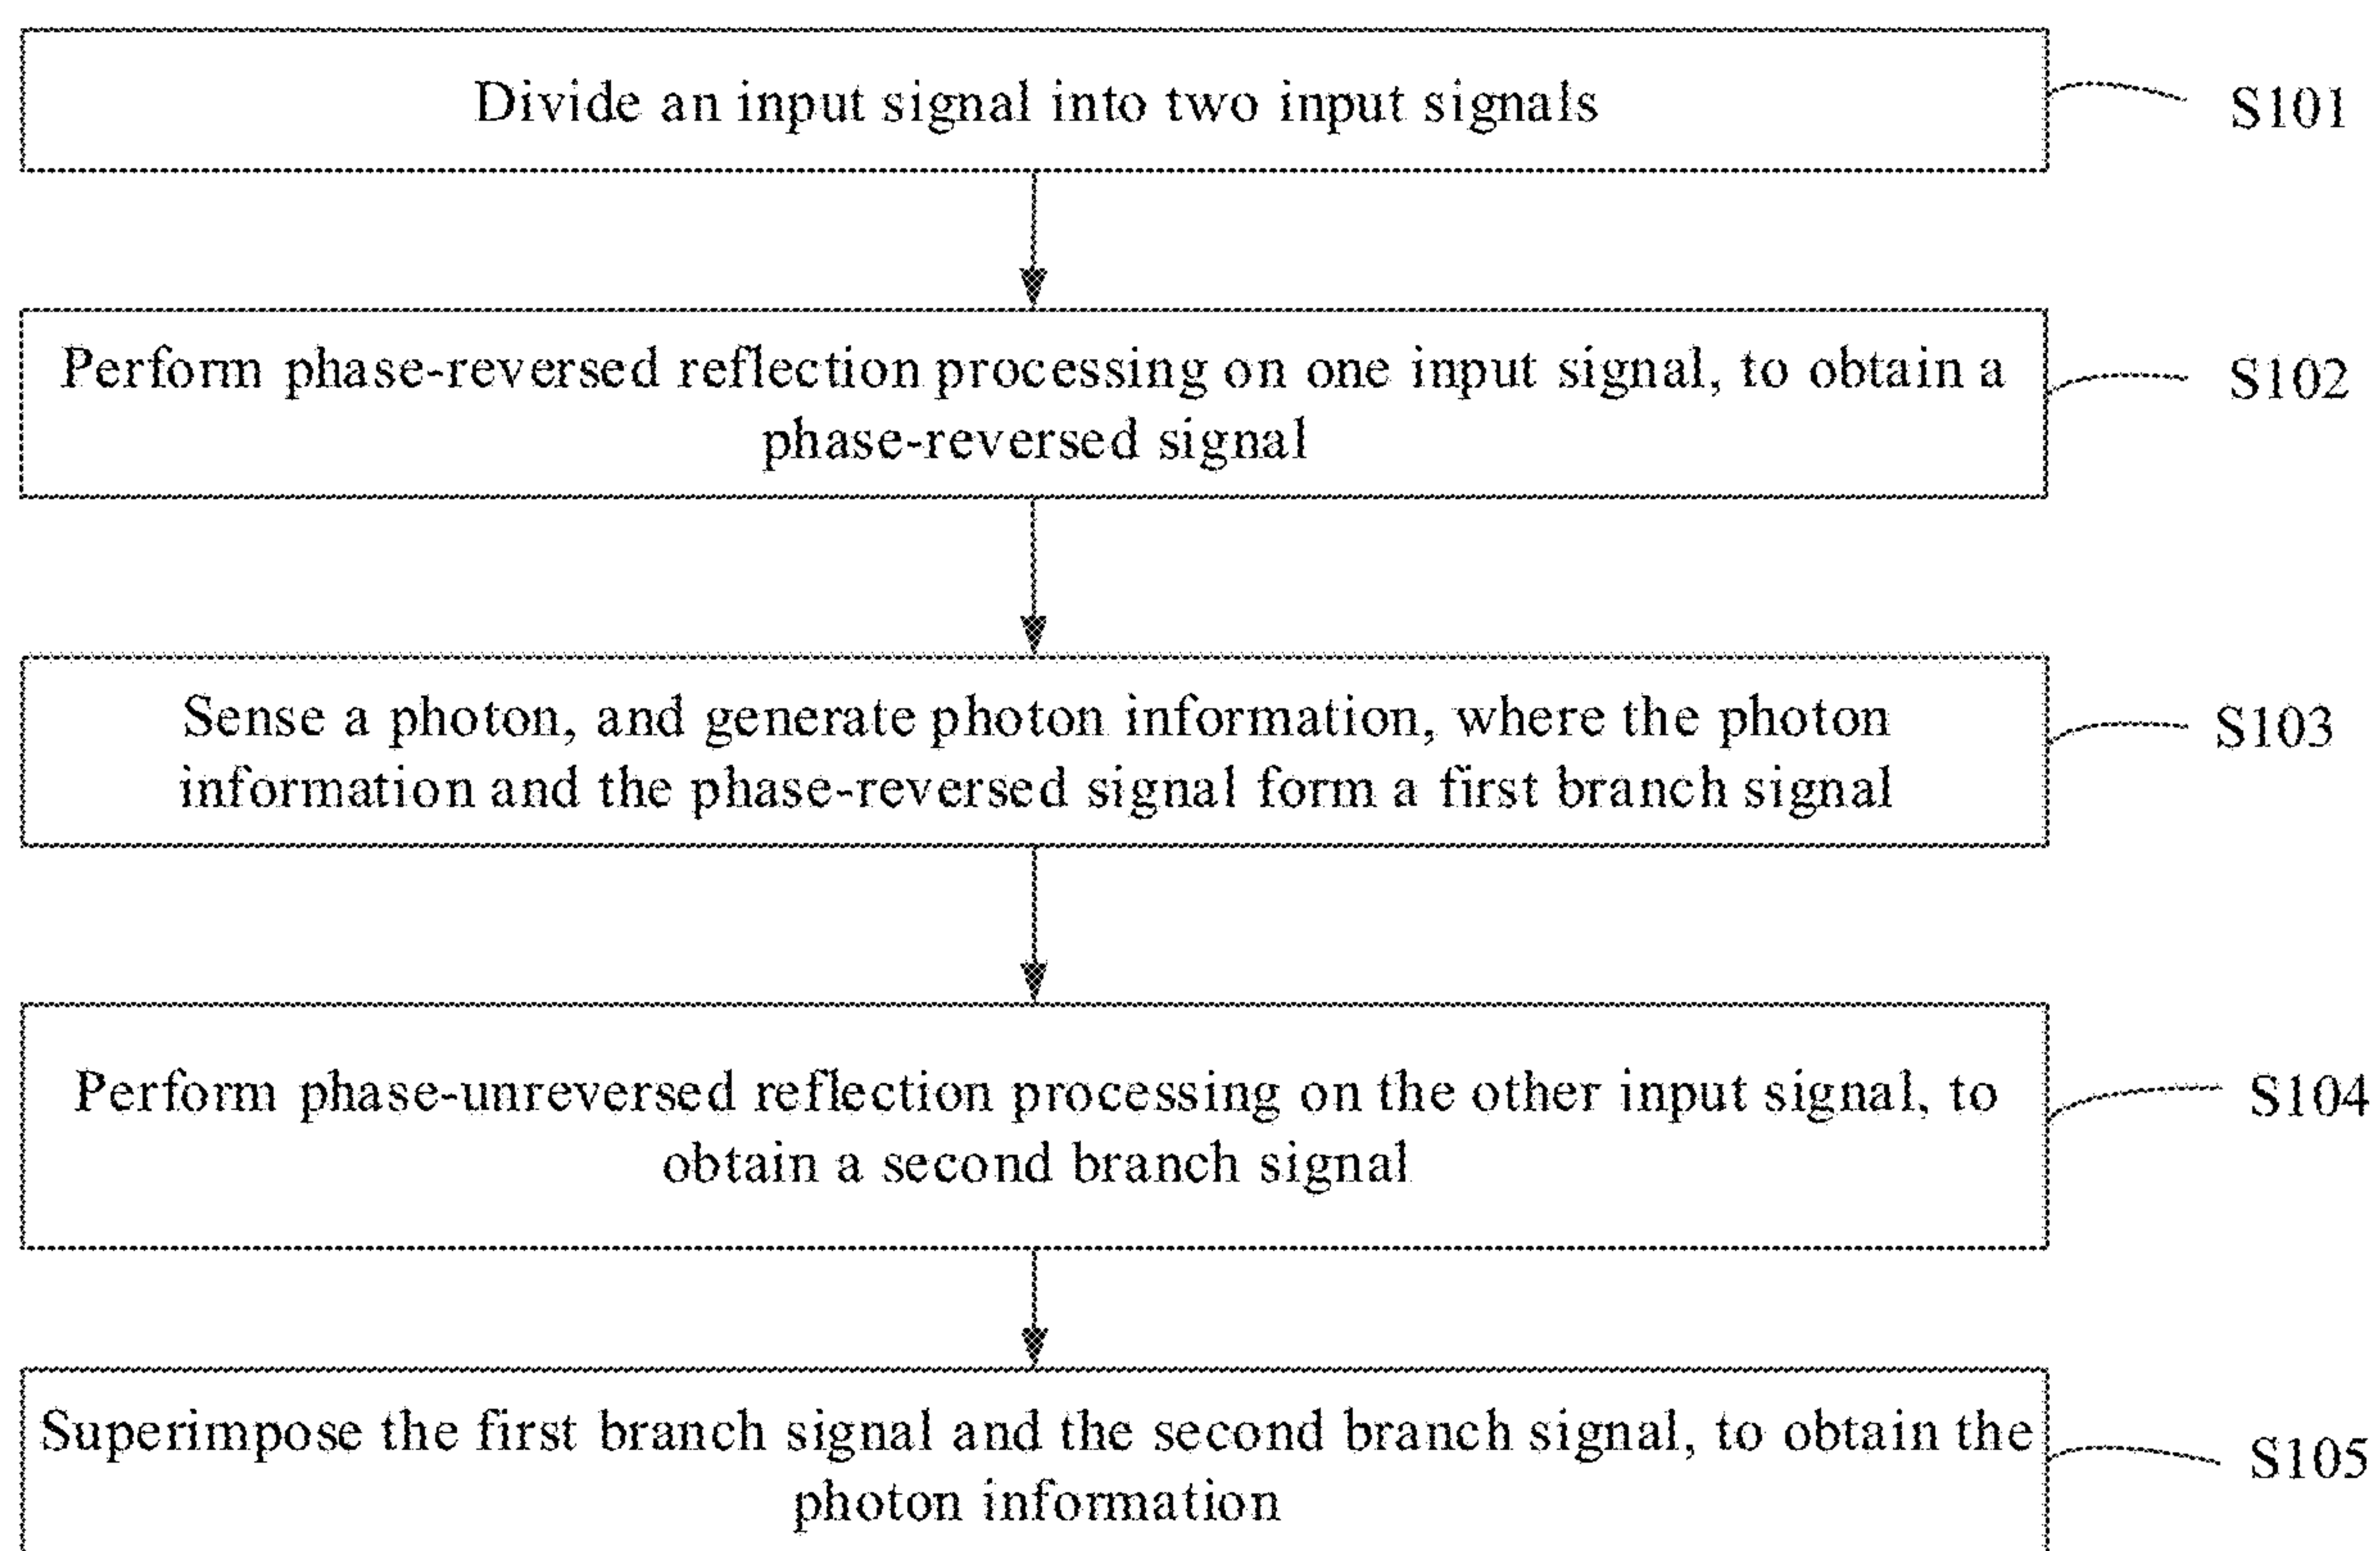 Divide an input signal into two input signals
S101
Perform phase-reversed reflection processing on one input signal, to obtain a
phase-reversed signal
S102
Sense a photon, and generate photon information, where the photon
information and the phase-reversed signal form a first branch signal
S103
Perform phase-unreversed reflection processing on the other input signal, to
obtain a second branch signal
S104
Superimpose the first branch signal and the second branch signal, to obtain the
photon information
S105